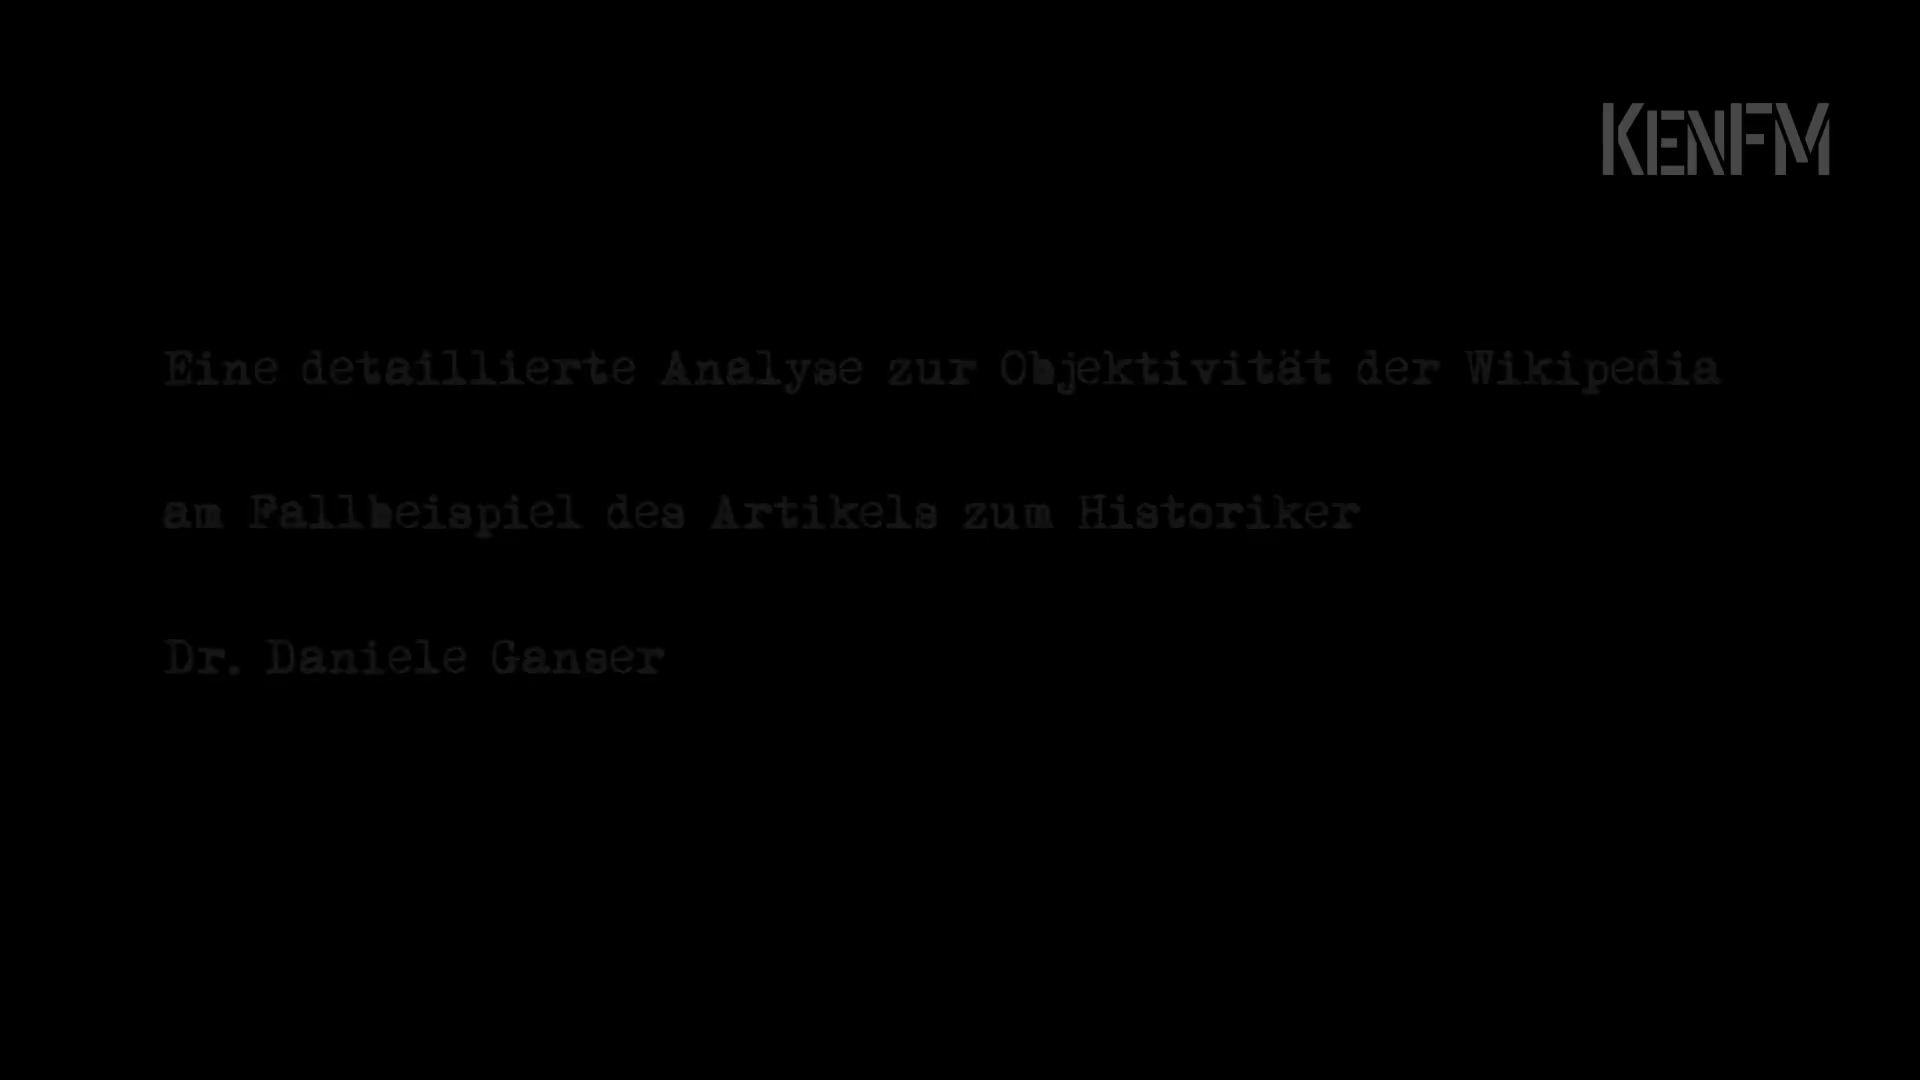 KENFM
Eine detaillierte Analyse zur Objektivität der Wikipedia
am Fallbeispiel des Artikels zum Historiker
Dr. Daniele Ganser